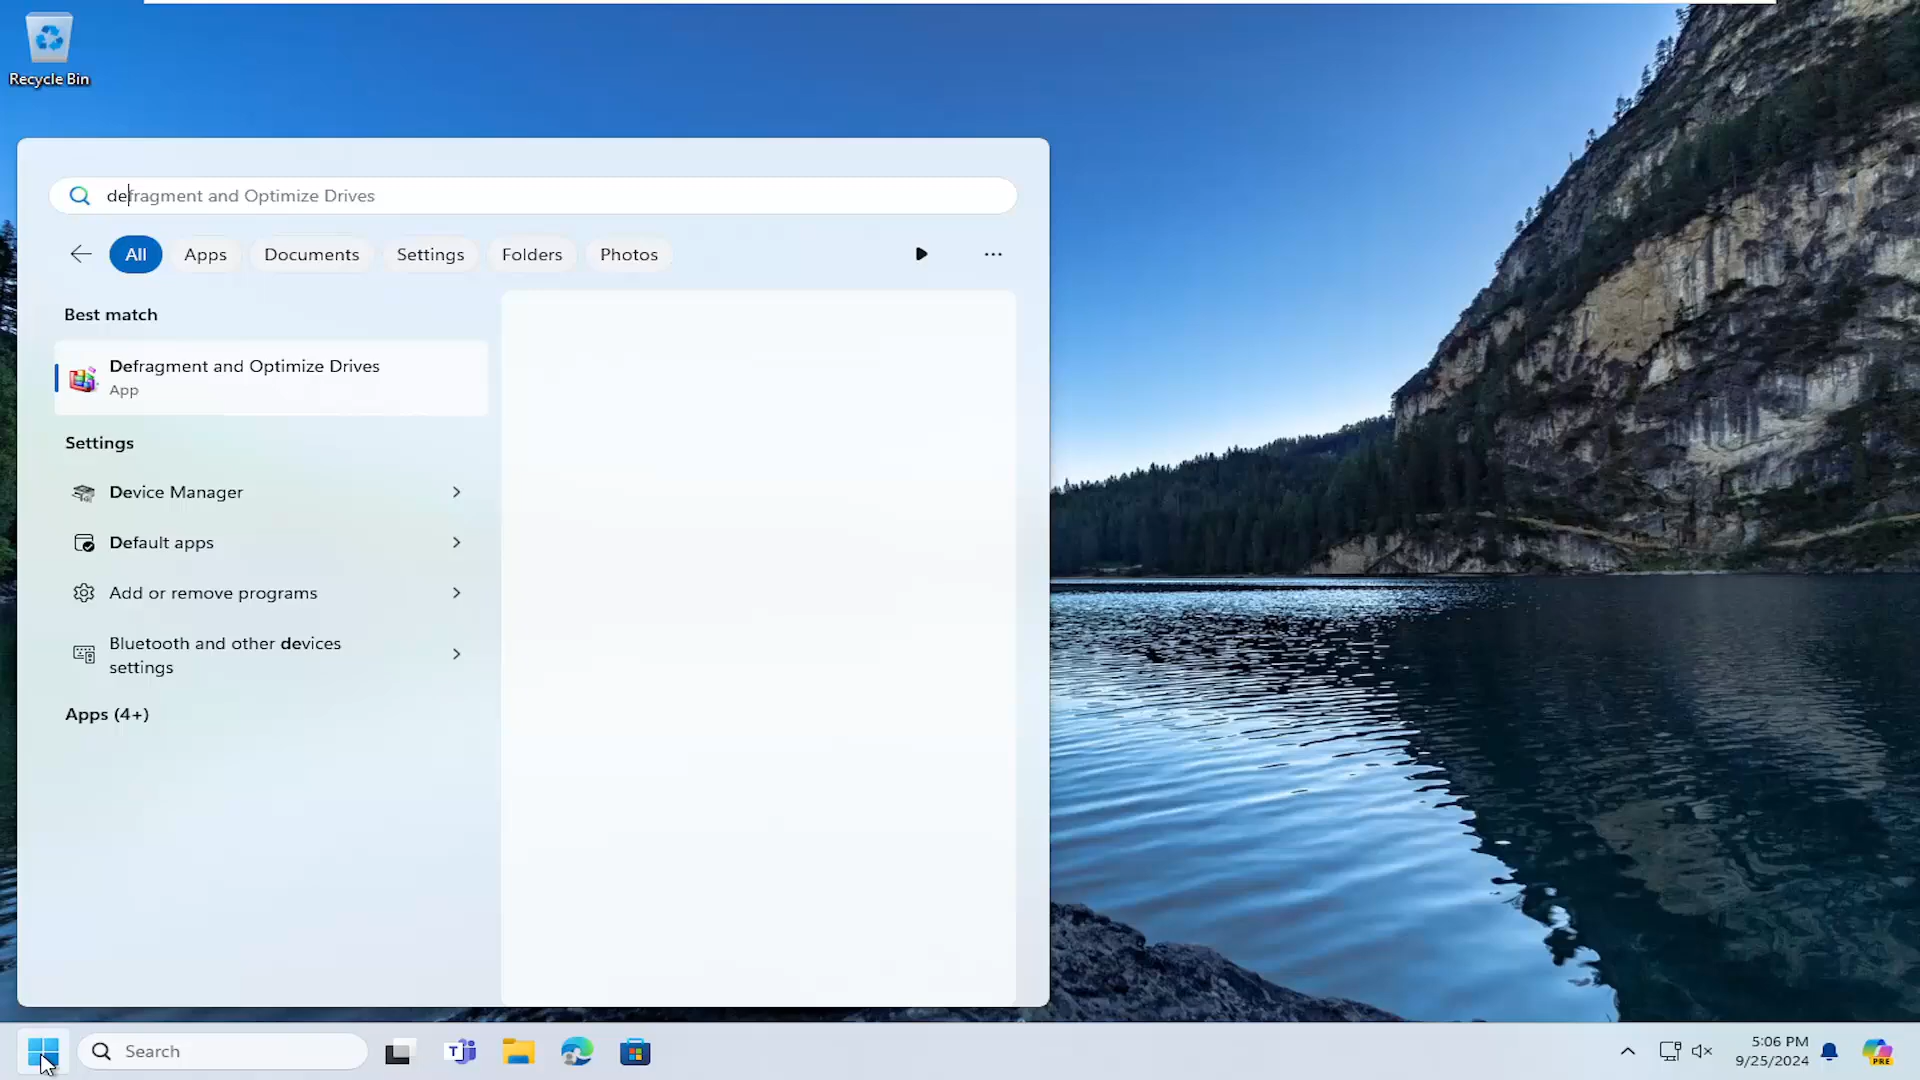 Recycle Bin
defragment and Optimize Drives
All Apps Documents Settings Folders Photos
Best match
Defragment and Optimize Drives
App
Settings
Device Manager
Default apps
Add or remove programs
Bluetooth and other devices
settings
Apps (4+)
Search
T
5:06 PM
9/25/2024
PRE